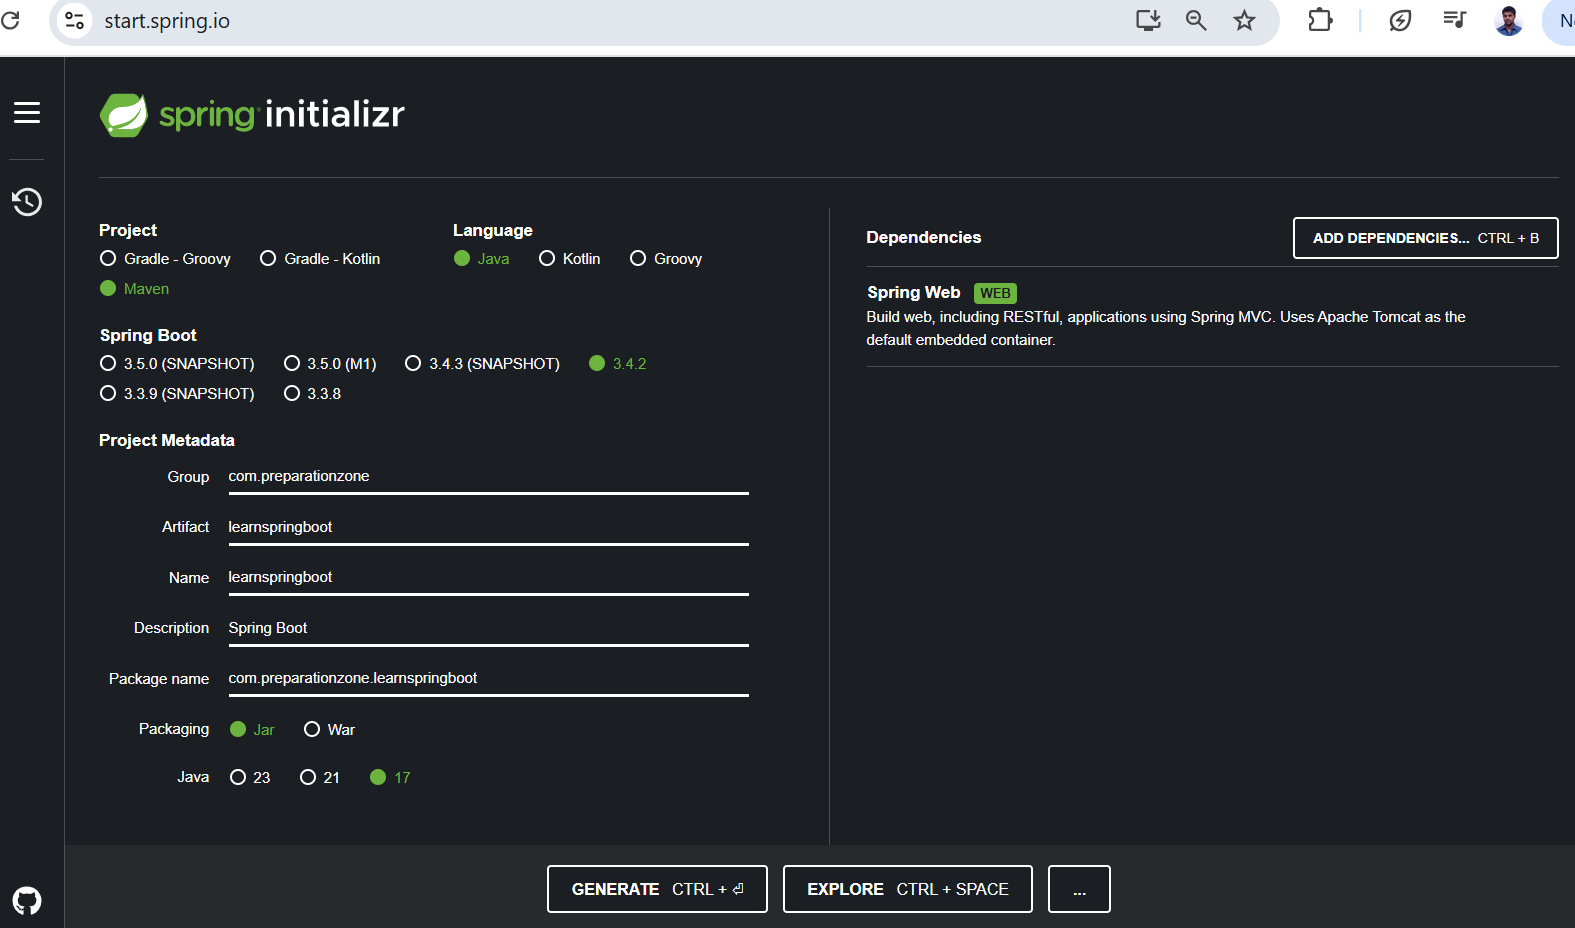 start.spring.io
spring initializr
Project
Gradle - Groovy Gradle - Kotlin
Maven
Language
Java Kotlin Groovy
Spring Boot
3.5.0 (SNAPSHOT) 3.5.0 (M1) 3.4.3 (SNAPSHOT) 3.4.2
3.3.9 (SNAPSHOT) 3.3.8
Project Metadata
Group com.preparationzone
Artifact learnspringboot
Name learnspringboot
Description Spring Boot
Package name com.preparationzone.learnspringboot
Packaging Jar War
Java 23 21 17
Dependencies ADD DEPENDENCIES... CTRL + B
Spring Web WEB
Build web, including RESTful, applications using Spring MVC. Uses Apache Tomcat as the
default embedded container.
GENERATE CTRL + ⏎ EXPLORE CTRL + SPACE ...